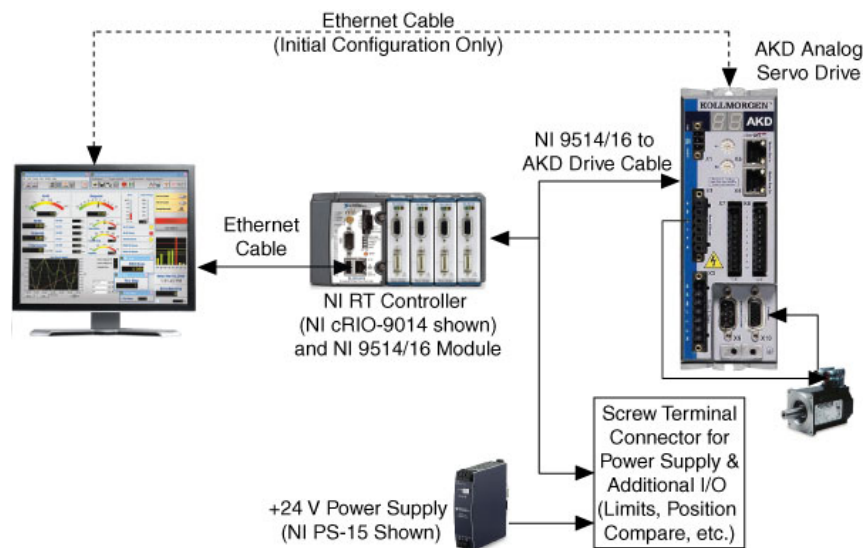 Ethernet Cable
(Initial Configuration Only)
AKD Analog
Servo Drive
KOLLMORGEN
AKD
NI 9514/16 to
AKD Drive Cable
Ethernet
Cable
NI RT Controller
(NI cRIO-9014 shown)
and NI 9514/16 Module
Screw Terminal
Connector for
Power Supply &
Additional I/O
(Limits, Position
Compare, etc.)
+24 V Power Supply
(NI PS-15 Shown)